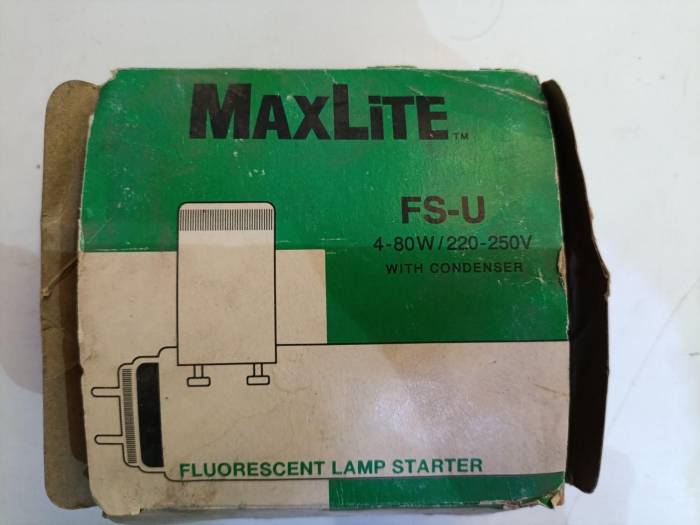 MAXLiTE™
FS-U
4-80W/220-250V
WITH CONDENSER
FLUORESCENT LAMP STARTER